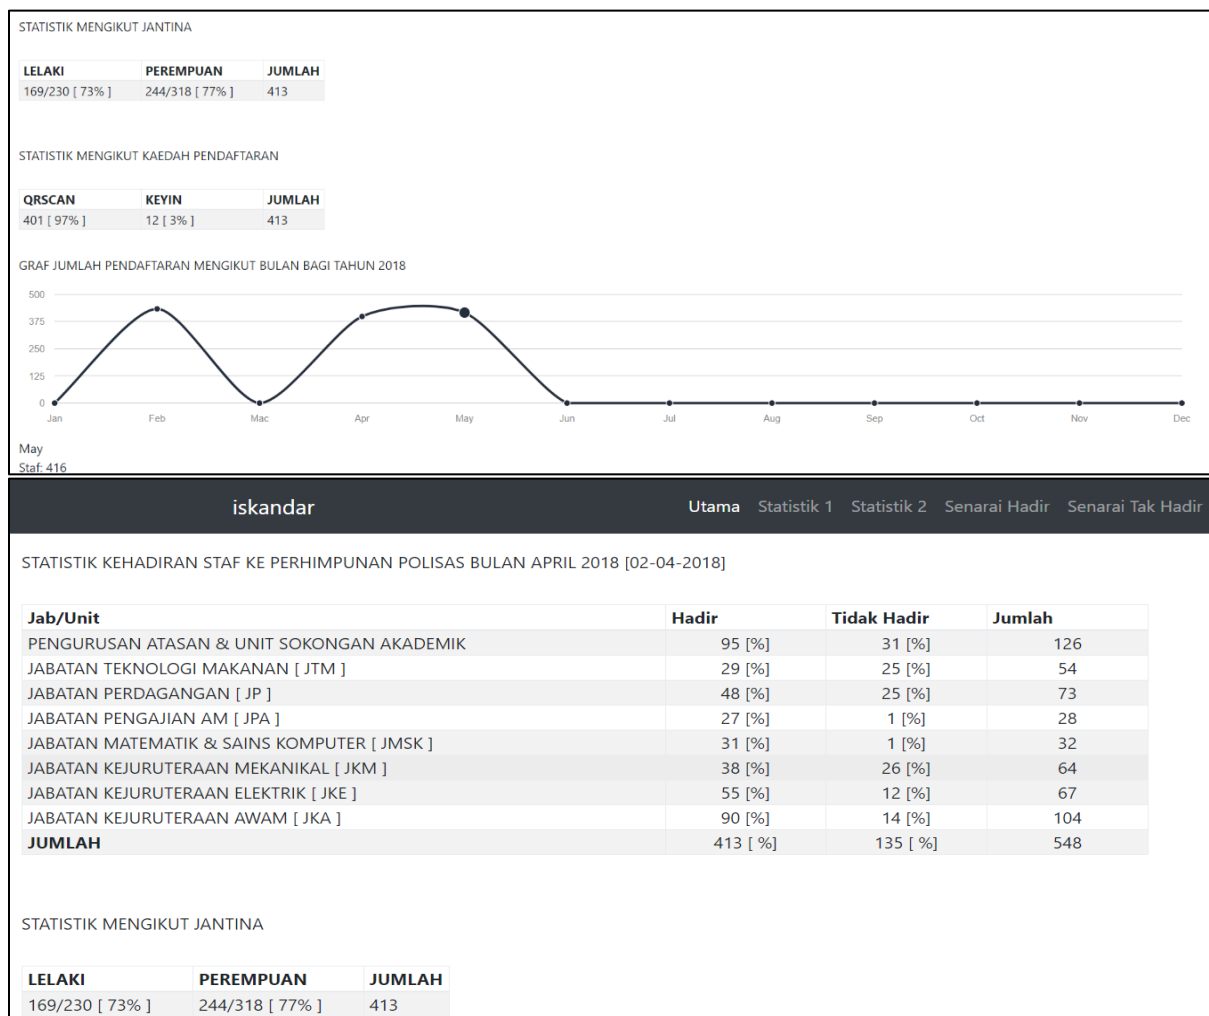 STATISTIK MENGIKUT JANTINA
LELAKI PEREMPUAN JUMLAH
169/230 [ 73% ] 244/318 [ 77% ] 413
STATISTIK MENGIKUT KAEDAH PENDAFTARAN
QRSCAN KEYIN JUMLAH
401 [ 97% ] 12 [ 3% ] 413
GRAF JUMLAH PENDAFTARAN MENGIKUT BULAN BAGI TAHUN 2018
500
375
250
125
0
Jan Feb Mac Apr May Jun Jul Aug Sep Oct Nov Dec
May
Staf: 416
iskandar Utama Statistik 1 Statistik 2 Senarai Hadir Senarai Tak Hadir
STATISTIK KEHADIRAN STAF KE PERHIMPUNAN POLISAS BULAN APRIL 2018 [02-04-2018]
Jab/Unit Hadir Tidak Hadir Jumlah
PENGURUSAN ATASAN & UNIT SOKONGAN AKADEMIK 95 [%] 31 [%] 126
JABATAN TEKNOLOGI MAKANAN [ JTM ] 29 [%] 25 [%] 54
JABATAN PERDAGANGAN [ JP ] 48 [%] 25 [%] 73
JABATAN PENGAJIAN AM [ JPA ] 27 [%] 1 [%] 28
JABATAN MATEMATIK & SAINS KOMPUTER [ JMSK ] 31 [%] 1 [%] 32
JABATAN KEJURUTERAAN MEKANIKAL [ JKM ] 38 [%] 26 [%] 64
JABATAN KEJURUTERAAN ELEKTRIK [ JKE ] 55 [%] 12 [%] 67
JABATAN KEJURUTERAAN AWAM [ JKA ] 90 [%] 14 [%] 104
JUMLAH 413 [ %] 135 [ %] 548
STATISTIK MENGIKUT JANTINA
LELAKI PEREMPUAN JUMLAH
169/230 [ 73% ] 244/318 [ 77% ] 413